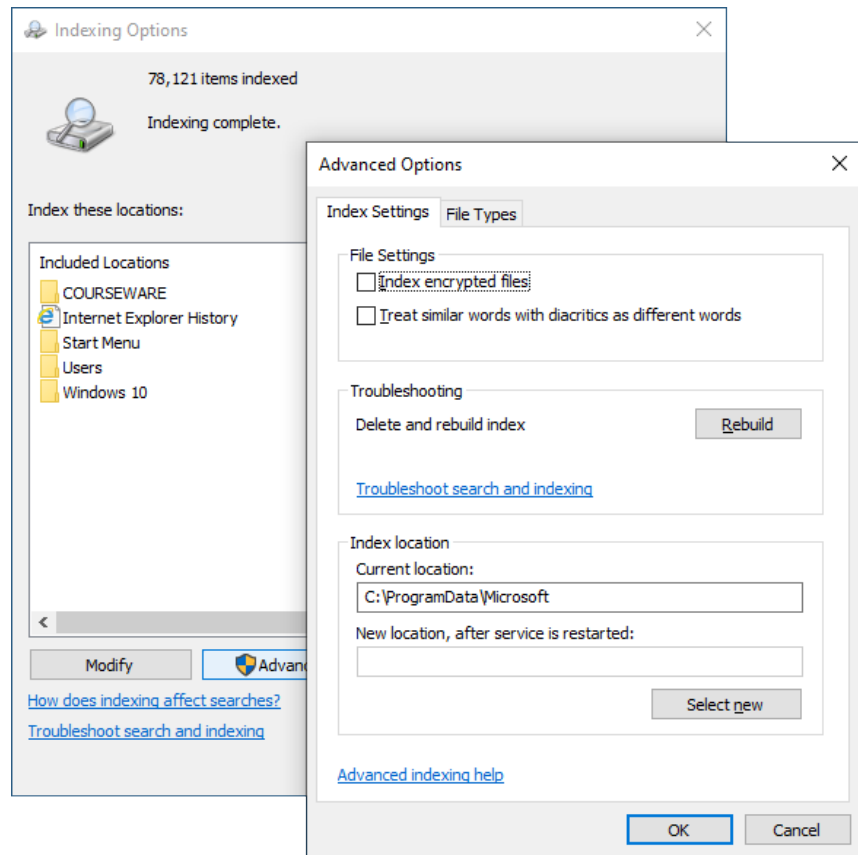 Indexing Options
78,121 items indexed
Indexing complete.
Index these locations:
Included Locations
COURSEWARE
Internet Explorer History
Start Menu
Users
Windows 10
Modify
Advan
How does indexing affect searches?
Troubleshoot search and indexing
Advanced Options
Index Settings
File Types
File Settings
Index encrypted files
Treat similar words with diacritics as different words
Troubleshooting
Delete and rebuild index
Rebuild
Troubleshoot search and indexing
Index location
Current location:
C:\ProgramData\Microsoft
New location, after service is restarted:
Select new
Advanced indexing help
OK
Cancel